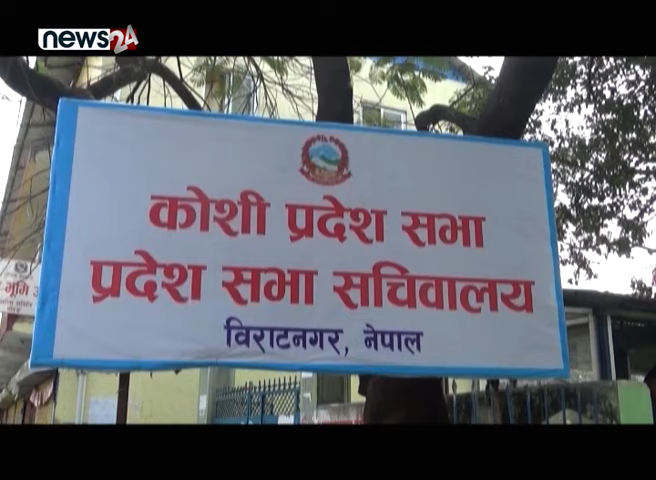 news24
कोशी प्रदेश सभा
प्रदेश सभा सचिवालय
विराटनगर, नेपाल
भूमि